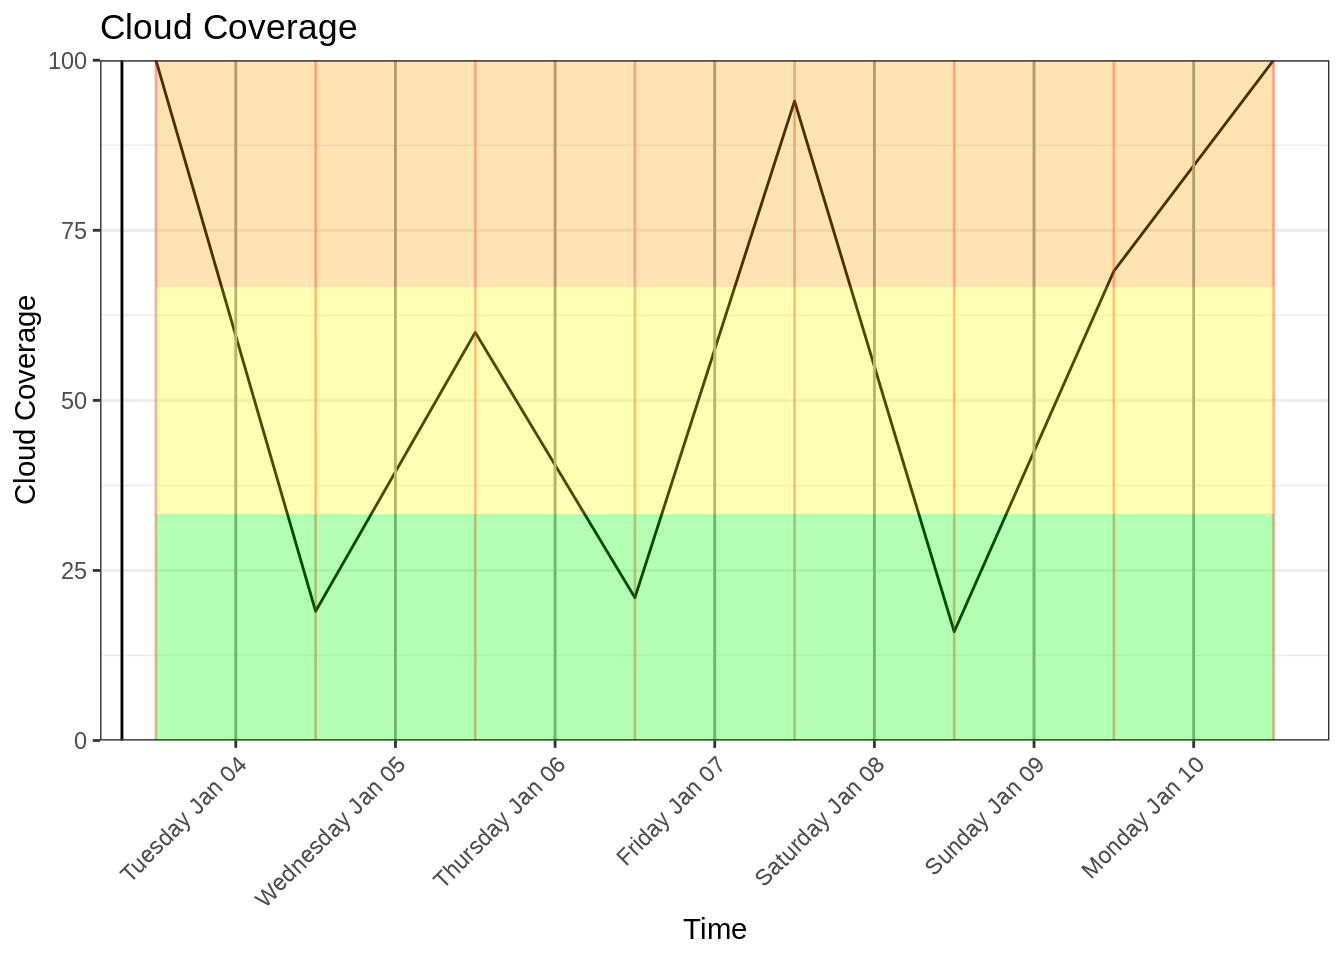 Cloud Coverage
100
75
50
25
0
Cloud Coverage
Tuesday Jan 04
Wednesday Jan 05
Thursday Jan 06
Friday Jan 07
Saturday Jan 08
Sunday Jan 09
Monday Jan 10
Time